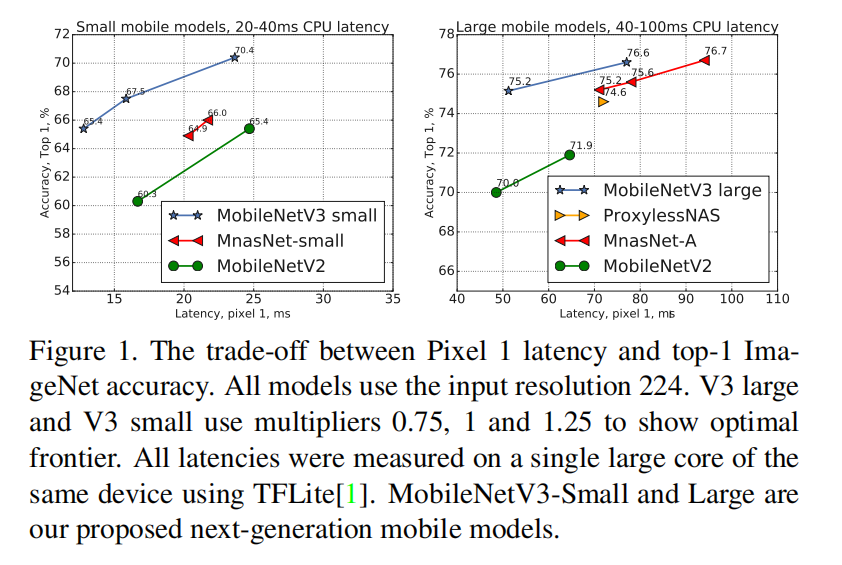 Small mobile models, 20-40ms CPU latency
72
70
68
66
64
62
60
58
56
54
Accuracy, Top 1, %
70.4
67.5
65.4
66.0
64.9
65.4
60.3
MobileNetV3 small
MnasNet-small
MobileNetV2
15 20 25 30 35
Latency, pixel 1, ms
Large mobile models, 40-100ms CPU latency
78
76
74
72
70
68
66
Accuracy, Top 1, %
76.6
76.7
75.2
75.2
75.6
74.6
71.9
70.0
MobileNetV3 large
ProxylessNAS
MnasNet-A
MobileNetV2
40 50 60 70 80 90 100 110
Latency, pixel 1, ms
Figure 1. The trade-off between Pixel 1 latency and top-1 Ima-
geNet accuracy. All models use the input resolution 224. V3 large
and V3 small use multipliers 0.75, 1 and 1.25 to show optimal
frontier. All latencies were measured on a single large core of the
same device using TFLite[1]. MobileNetV3-Small and Large are
our proposed next-generation mobile models.